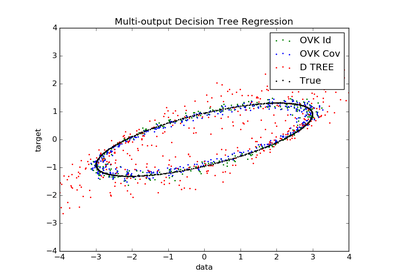 Multi-output Decision Tree Regression
OVK Id
OVK Cov
D TREE
True
4
3
2
1
0
−1
−2
−3
−4
target
−4 −3 −2 −1 0 1 2 3 4
data